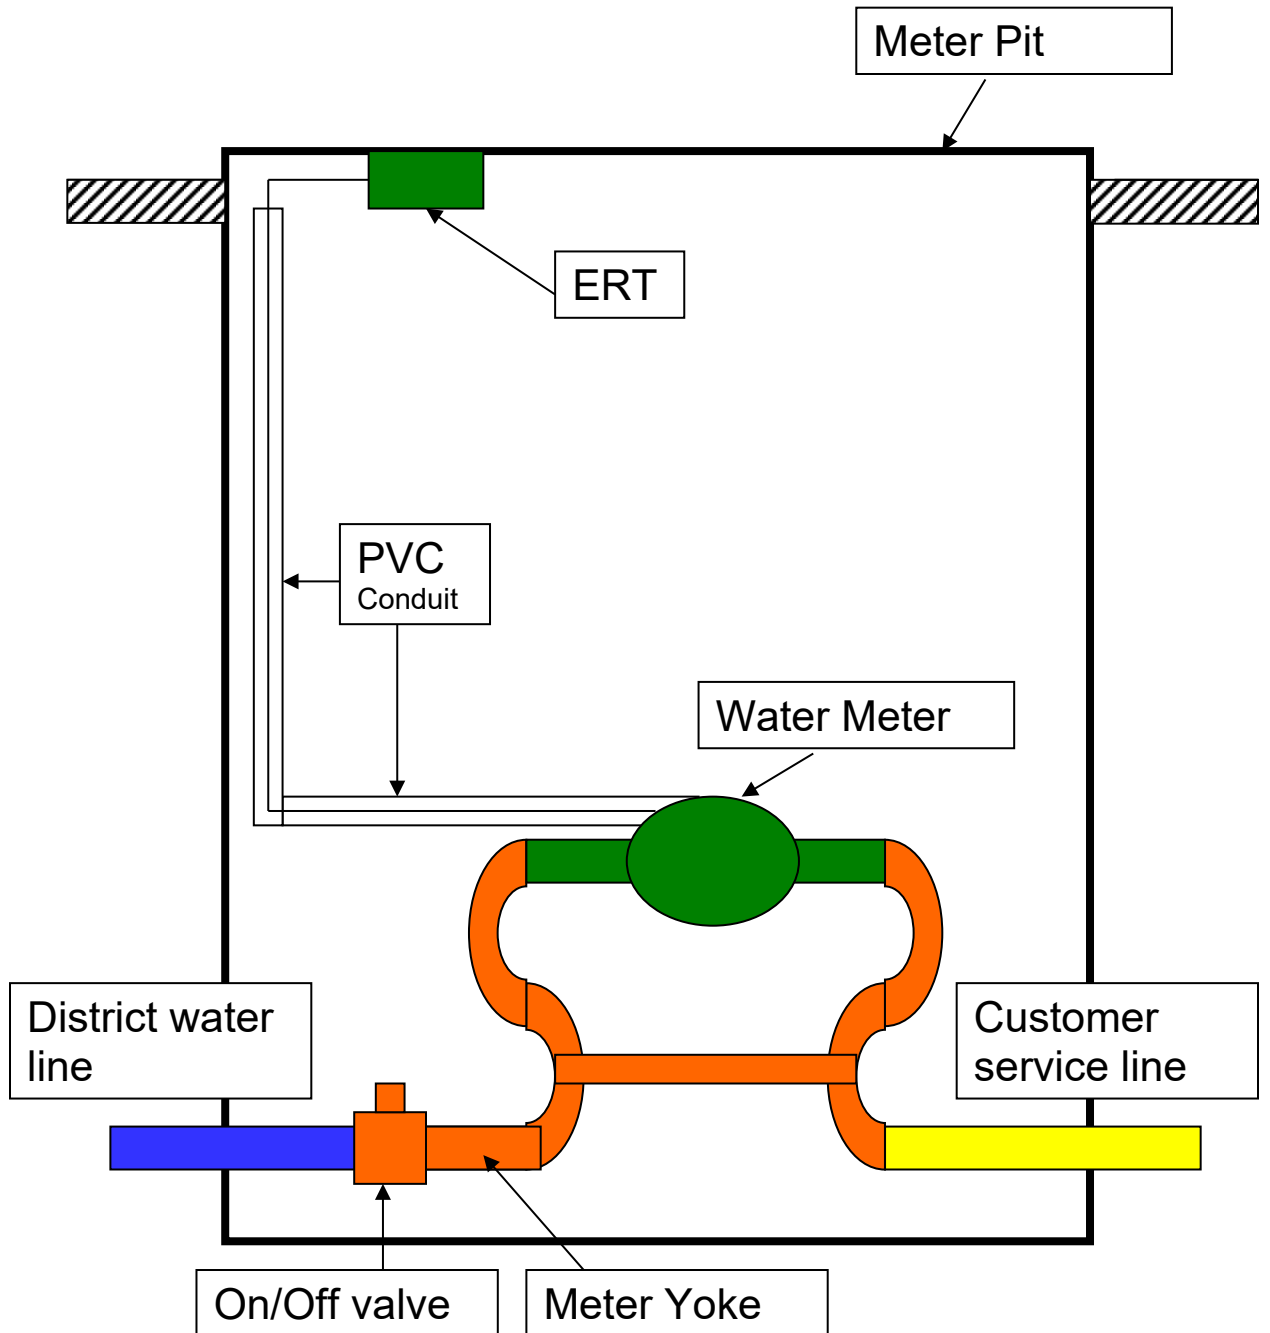 Meter Pit
ERT
PVC
Conduit
Water Meter
District water
line
Customer
service line
On/Off valve
Meter Yoke